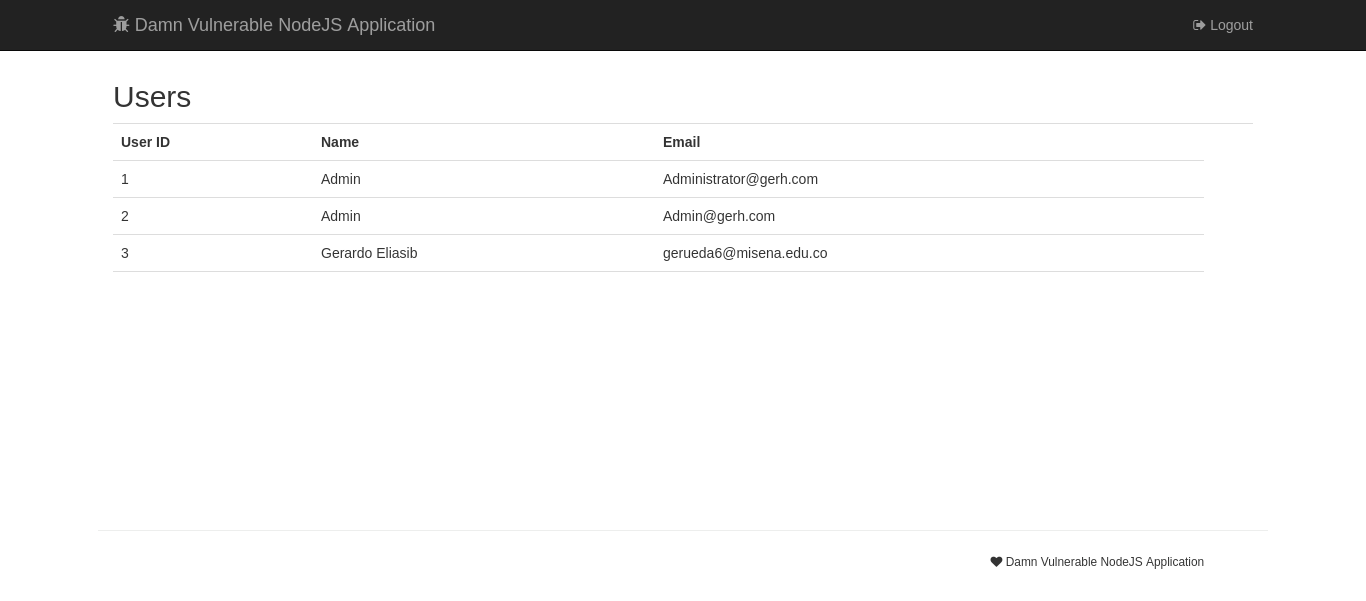 Damn Vulnerable NodeJS Application Logout
Users
User ID Name Email
1 Admin Administrator@gerh.com
2 Admin Admin@gerh.com
3 Gerardo Eliasib gerueda6@misena.edu.co
Damn Vulnerable NodeJS Application